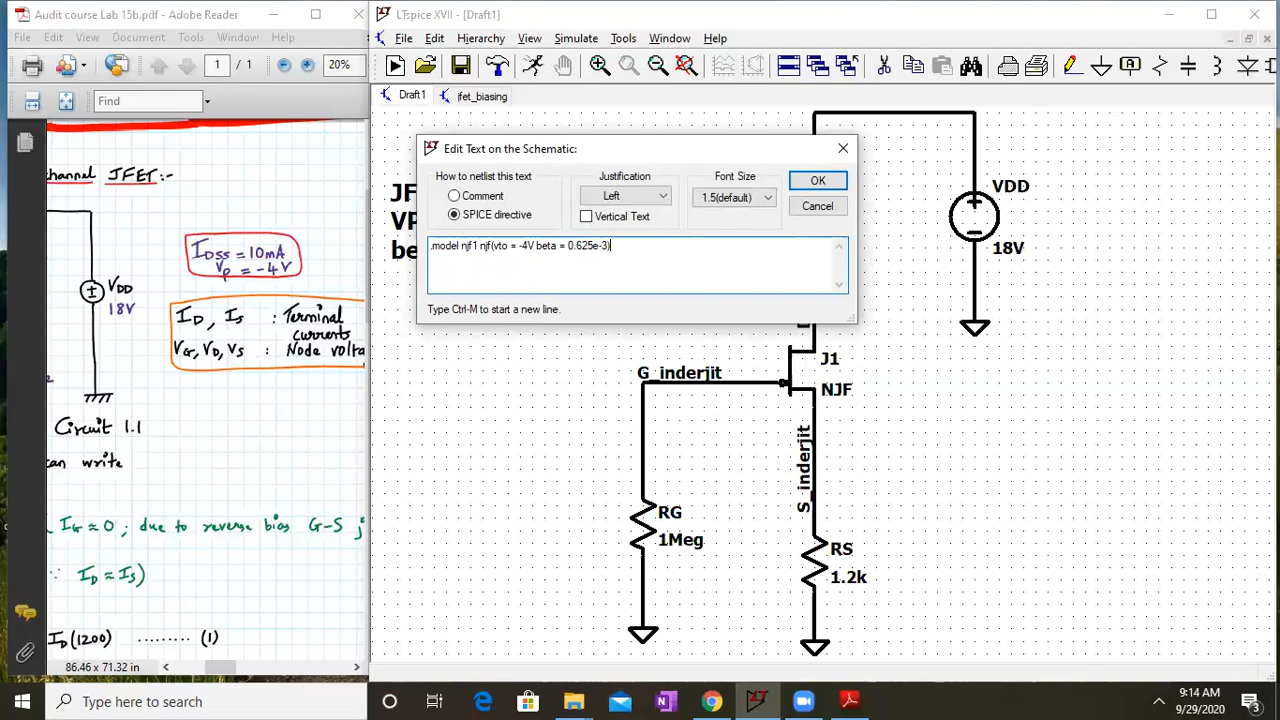 Audit course Lab 15b.pdf - Adobe Reader
File Edit View Document Tools Window Help
1 / 1 20%
Find
channel JFET:-
IDSS = 10mA
Vp = -4V
VDD
18V
ID, IS : Terminal
currents
VG, VD, VS : Node volta
2
Circuit 1.1
can write
IG ≈ 0 ; due to reverse bias G-S j
∵ ID ≈ IS)
ID(1200) ......... (1)
86.46 x 71.32 in
LTspice XVII - [Draft1]
File Edit Hierarchy View Simulate Tools Window Help
Draft1 jfet_biasing
JF
VP
be
Edit Text on the Schematic:
How to netlist this text
Comment
SPICE directive
Justification
Left
Vertical Text
Font Size
1.5(default)
OK
Cancel
.model njf1 njf(vto = -4V beta = 0.625e-3)
Type Ctrl-M to start a new line.
VDD
18V
J1
NJF
G_inderjit
S_inderjit
RG
1Meg
RS
1.2k
Type here to search
9:14 AM
9/29/2020
3